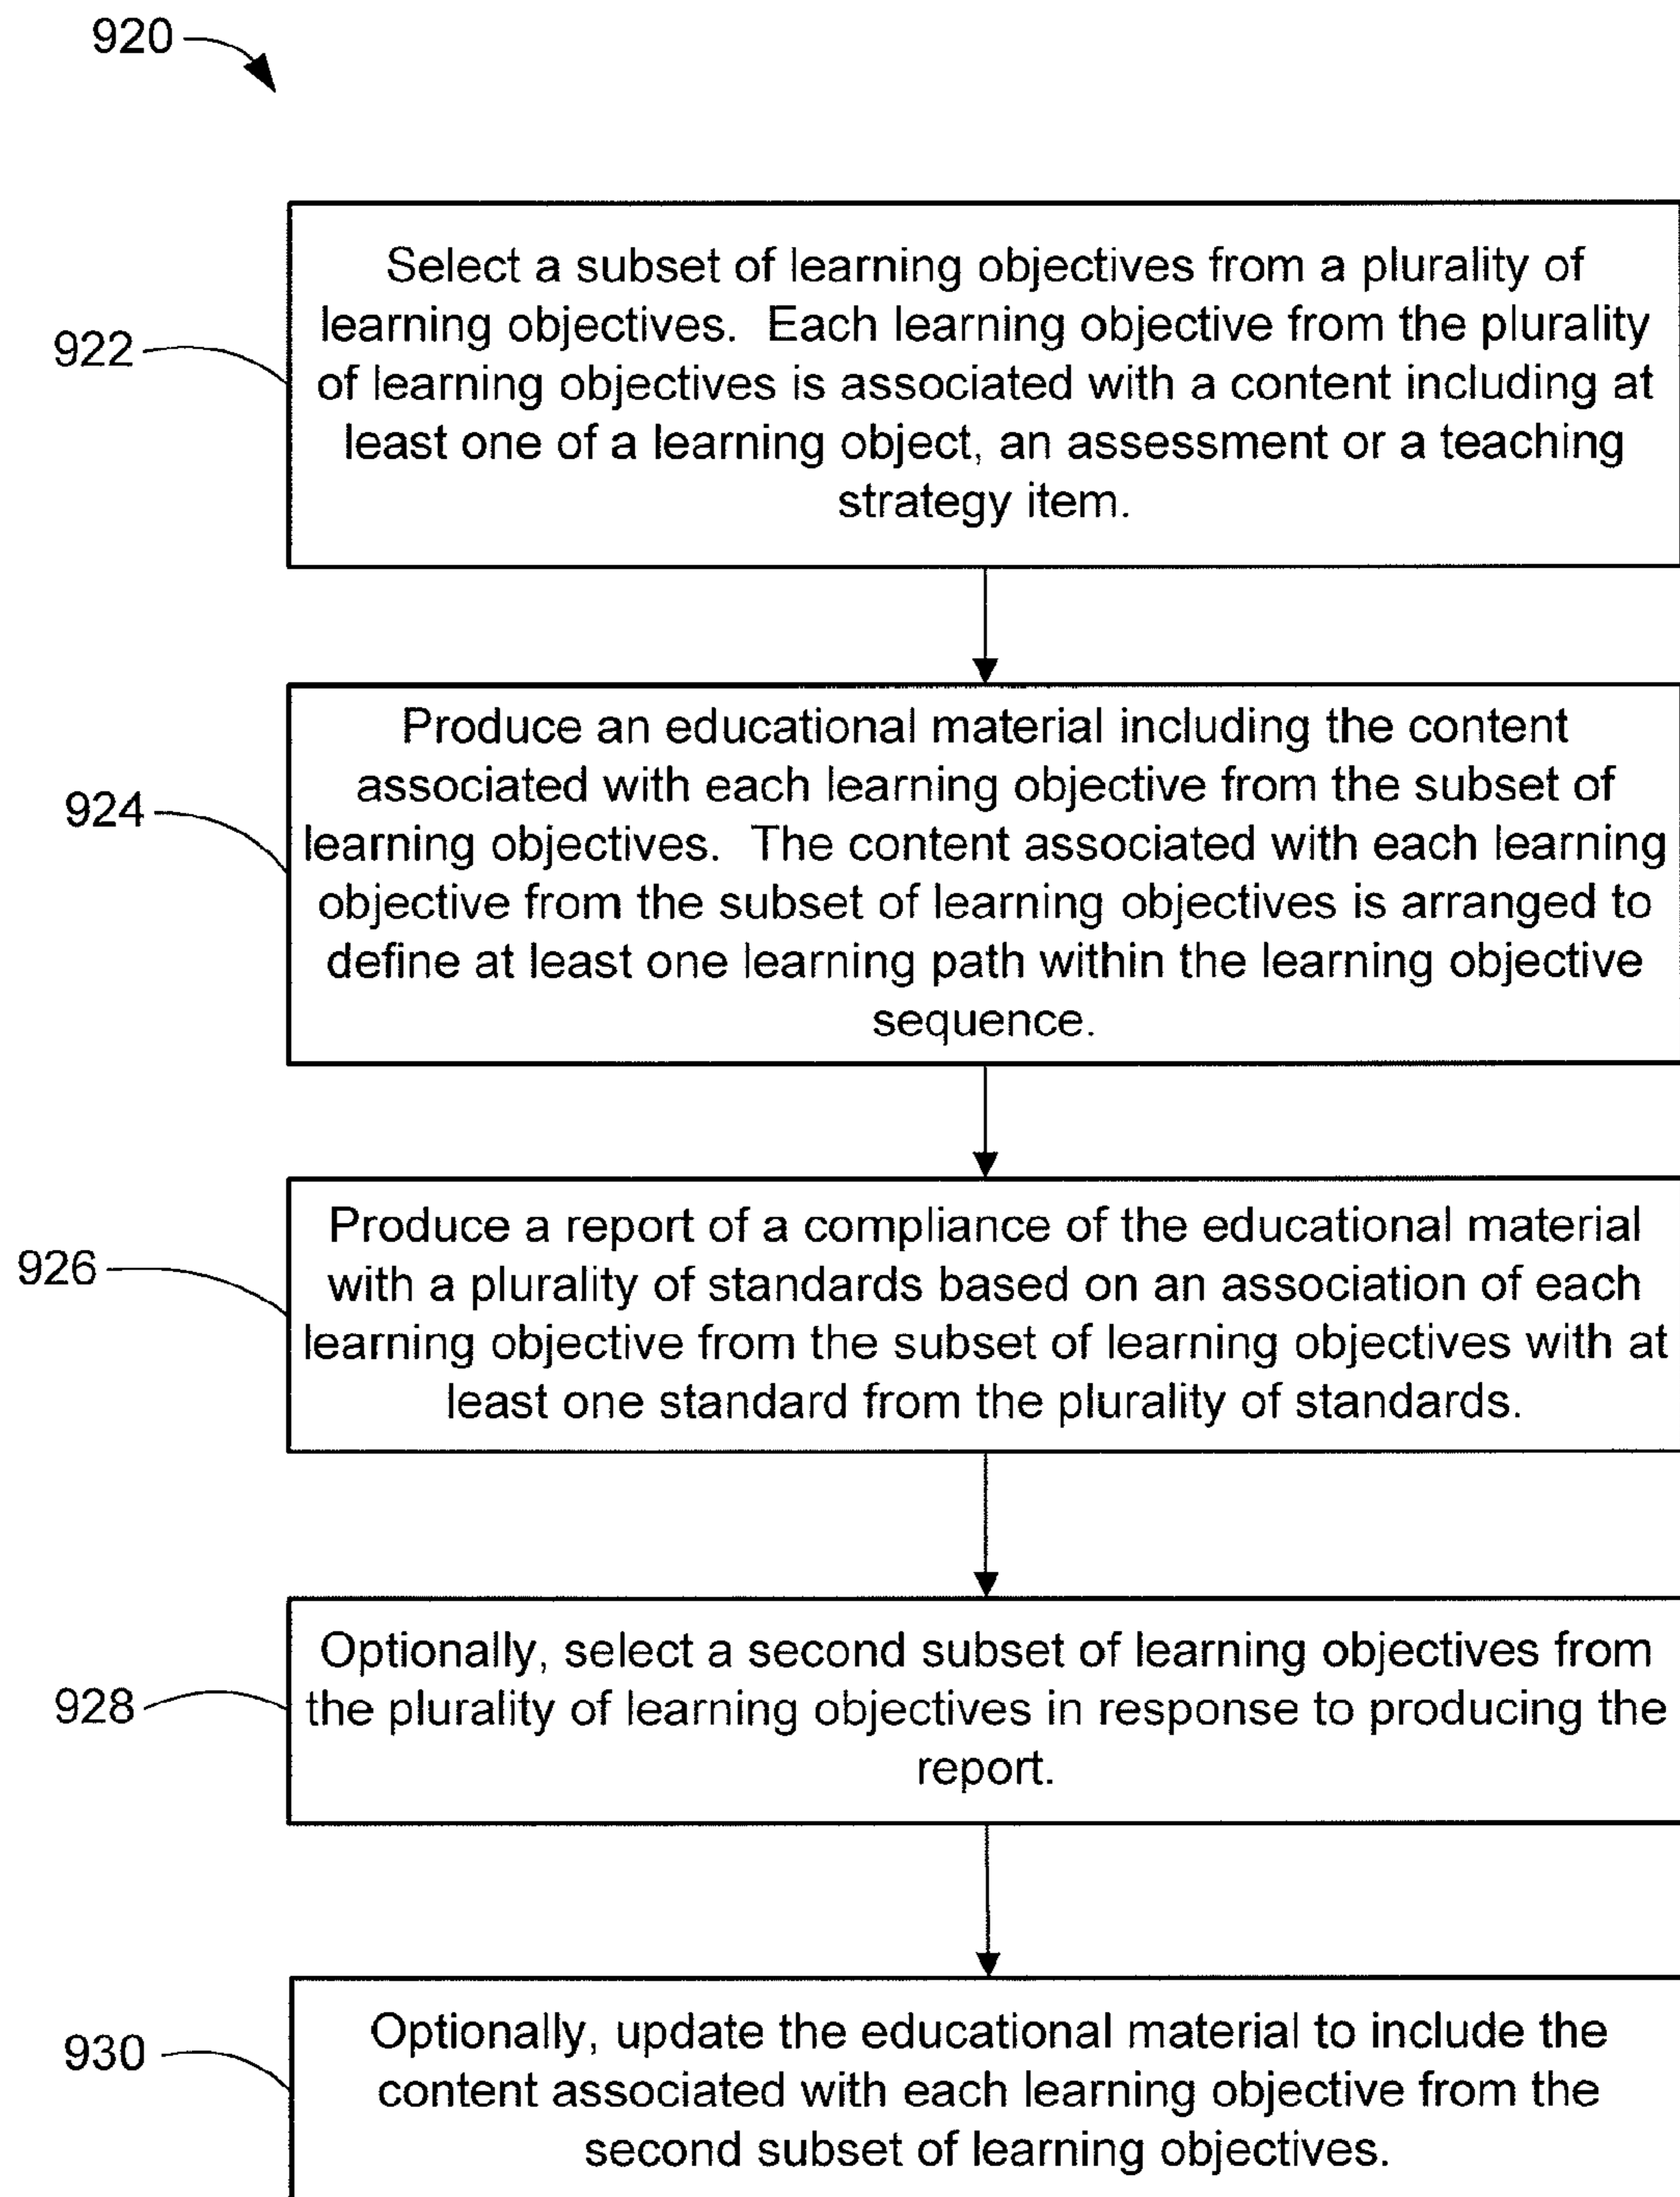 920
922
Select a subset of learning objectives from a plurality of
learning objectives. Each learning objective from the plurality
of learning objectives is associated with a content including at
least one of a learning object, an assessment or a teaching
strategy item.
924
Produce an educational material including the content
associated with each learning objective from the subset of
learning objectives. The content associated with each learning
objective from the subset of learning objectives is arranged to
define at least one learning path within the learning objective
sequence.
926
Produce a report of a compliance of the educational material
with a plurality of standards based on an association of each
learning objective from the subset of learning objectives with at
least one standard from the plurality of standards.
928
Optionally, select a second subset of learning objectives from
the plurality of learning objectives in response to producing the
report.
930
Optionally, update the educational material to include the
content associated with each learning objective from the
second subset of learning objectives.